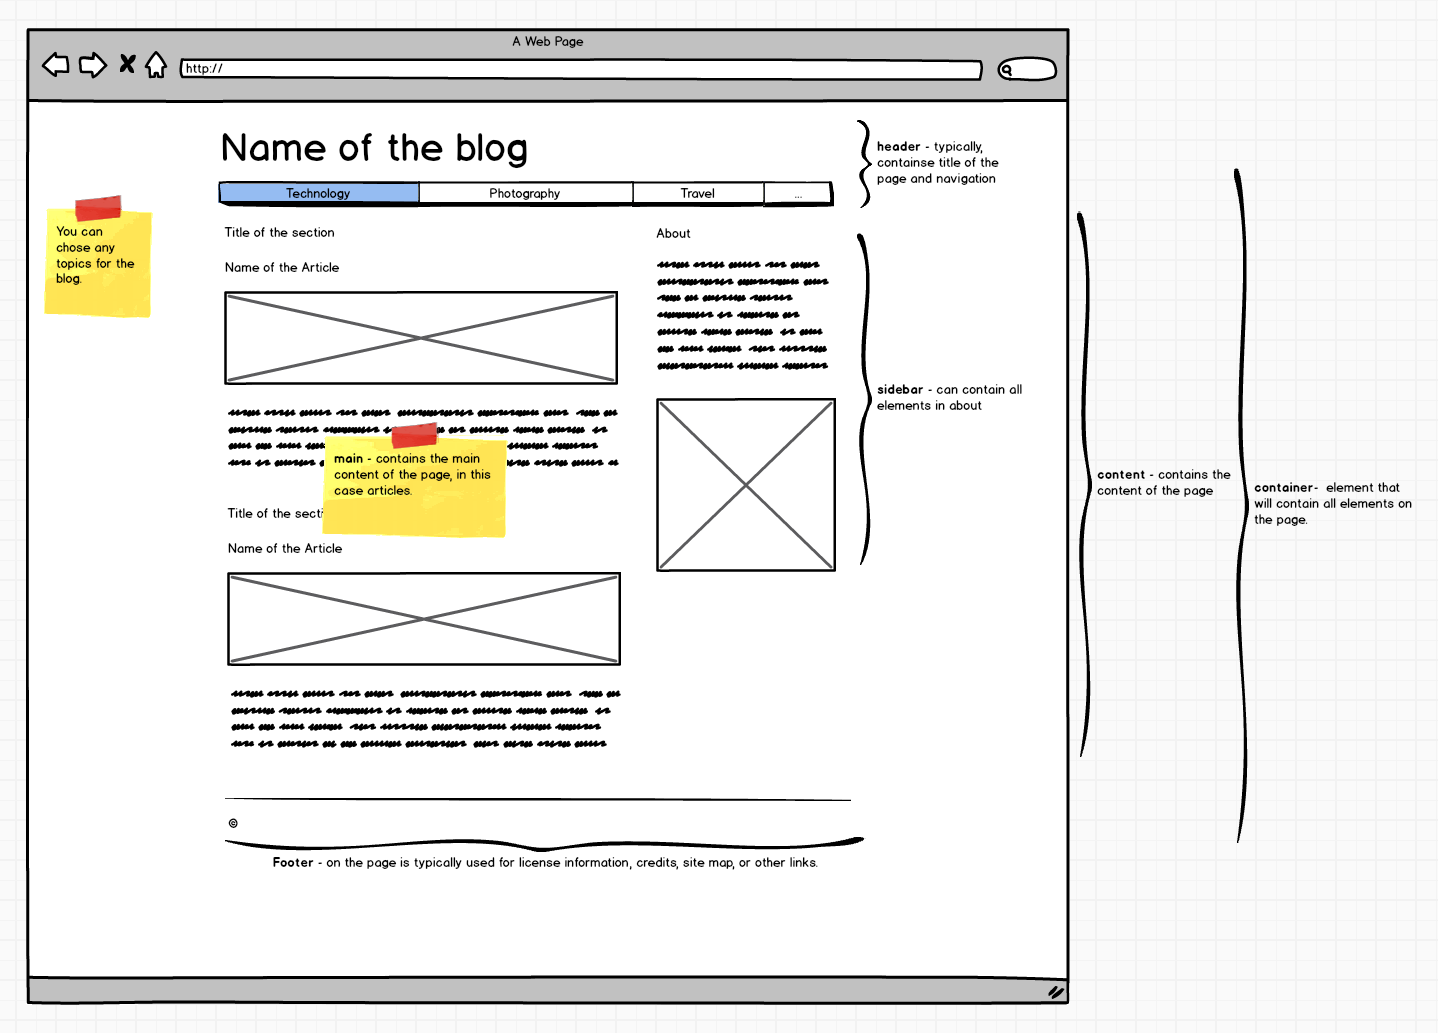 A Web Page
http://
Name of the blog
Technology
Photography
Travel
...
header - typically,
containse title of the
page and navigation
You can
chose any
topics for the
blog.
Title of the section
Name of the Article
About
main - contains the main
content of the page, in this
case articles.
sidebar - can contain all
elements in about
content - contains the
content of the page
container- element that
will contain all elements on
the page.
Title of the secti
Name of the Article
©
Footer - on the page is typically used for license information, credits, site map, or other links.